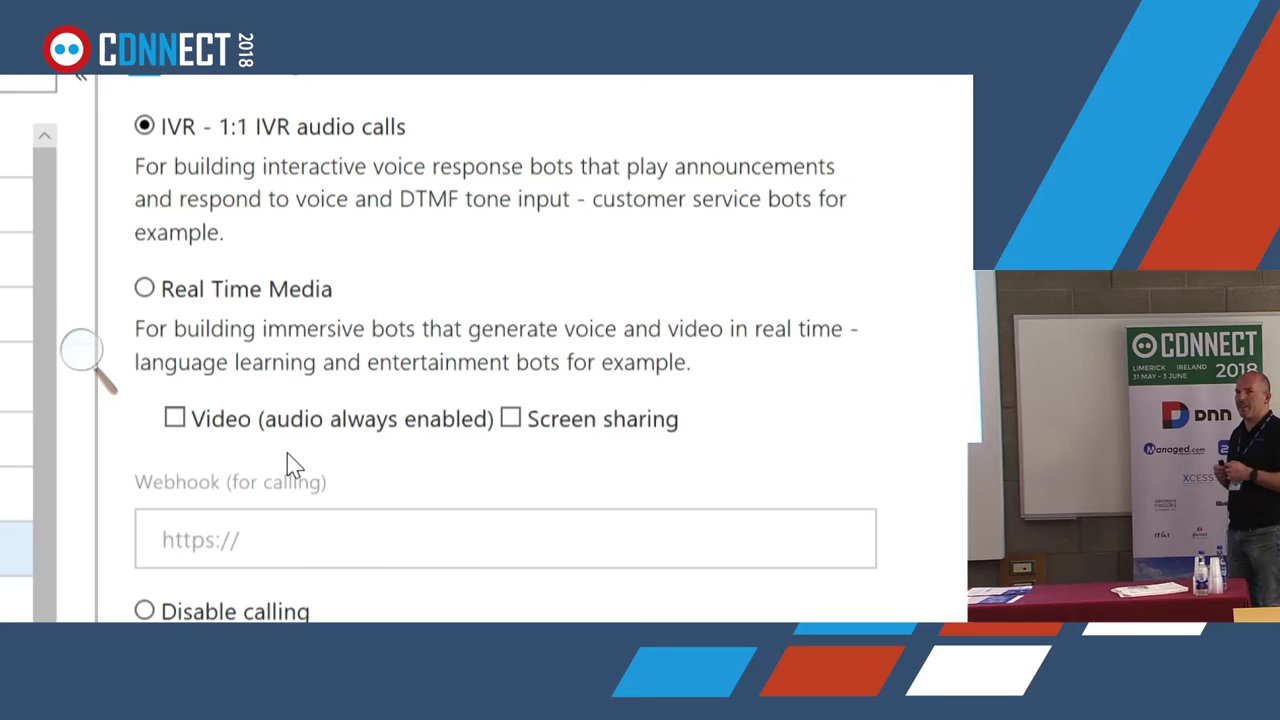 CDNNECT 2018
«
IVR - 1:1 IVR audio calls
For building interactive voice response bots that play announcements
and respond to voice and DTMF tone input - customer service bots for
example.
Real Time Media
For building immersive bots that generate voice and video in real time -
language learning and entertainment bots for example.
Video (audio always enabled) Screen sharing
Webhook (for calling)
https://
Disable calling
CDNNECT
LIMERICK IRELAND
31 MAY - 3 JUNE 2018
DNN
Managed.com
XCESS
IT&I